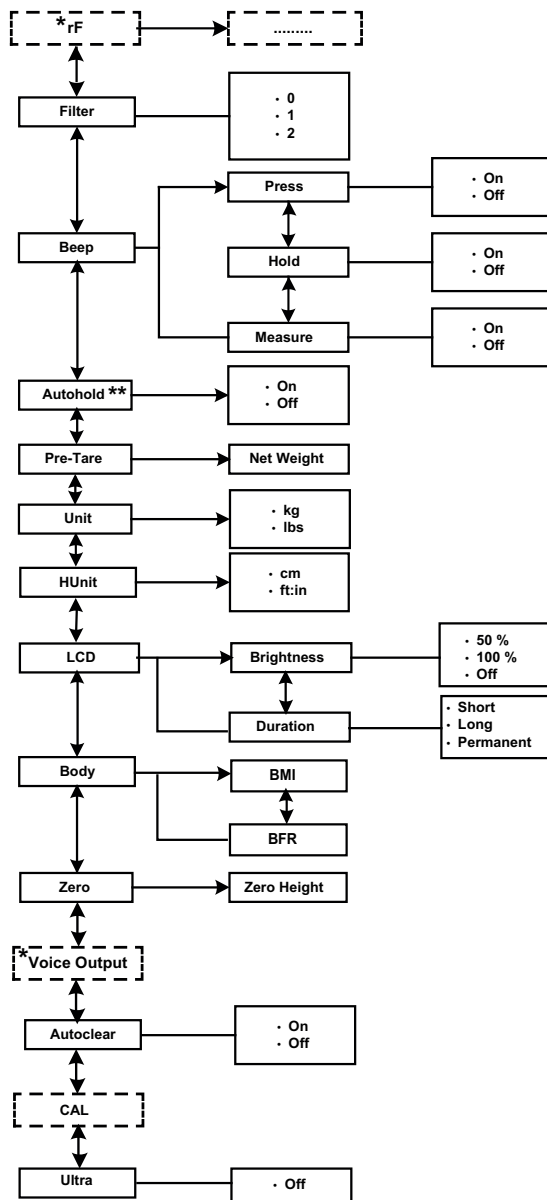 *rF
.........
Filter
· 0
· 1
· 2
Beep
Press
· On
· Off
Hold
· On
· Off
Measure
· On
· Off
Autohold **
· On
· Off
Pre-Tare
Net Weight
Unit
· kg
· lbs
HUnit
· cm
· ft:in
LCD
Brightness
· 50 %
· 100 %
· Off
Duration
· Short
· Long
· Permanent
Body
BMI
BFR
Zero
Zero Height
*Voice Output
Autoclear
· On
· Off
CAL
Ultra
· Off